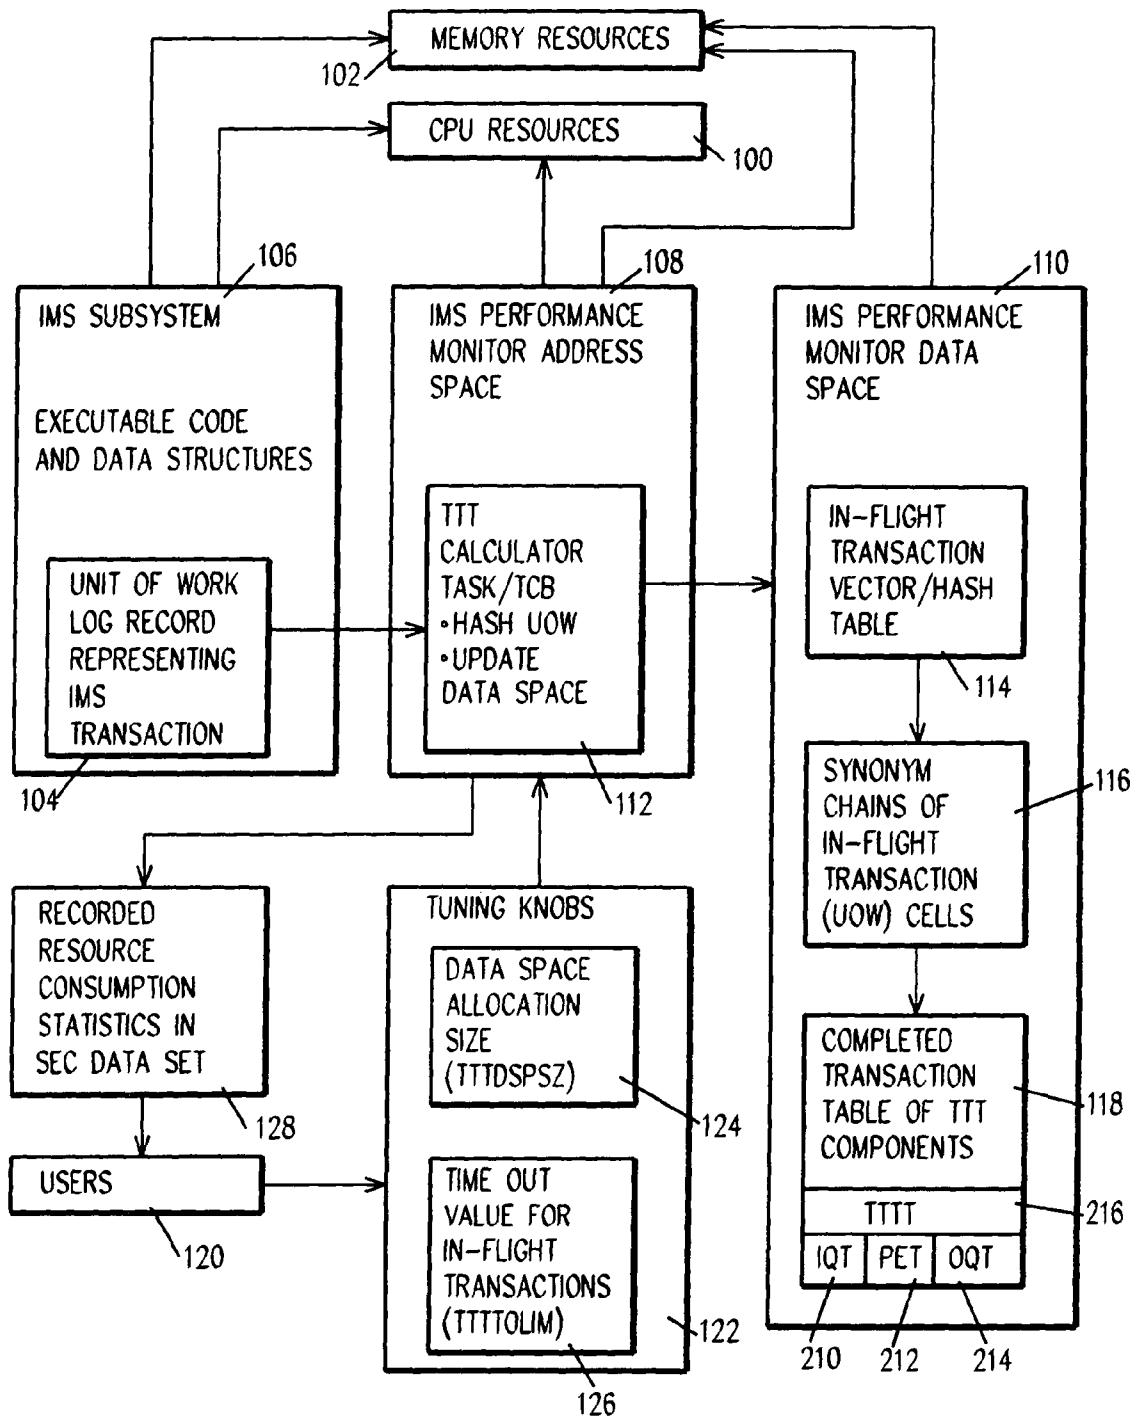 MEMORY RESOURCES
102
CPU RESOURCES
100
106
IMS SUBSYSTEM
EXECUTABLE CODE
AND DATA STRUCTURES
UNIT OF WORK
LOG RECORD
REPRESENTING
IMS
TRANSACTION
104
108
IMS PERFORMANCE
MONITOR ADDRESS
SPACE
TTT
CALCULATOR
TASK/TCB
•HASH UOW
•UPDATE
DATA SPACE
112
110
IMS PERFORMANCE
MONITOR DATA
SPACE
IN-FLIGHT
TRANSACTION
VECTOR/HASH
TABLE
114
SYNONYM
CHAINS OF
IN-FLIGHT
TRANSACTION
(UOW) CELLS
116
COMPLETED
TRANSACTION
TABLE OF TTT
COMPONENTS
118
TTTT
216
IQT PET OQT
210 212 214
RECORDED
RESOURCE
CONSUMPTION
STATISTICS IN
SEC DATA SET
128
USERS
120
TUNING KNOBS
DATA SPACE
ALLOCATION
SIZE
(TTTDSPSZ)
124
TIME OUT
VALUE FOR
IN-FLIGHT
TRANSACTIONS
(TTTTOLIM)
122
126